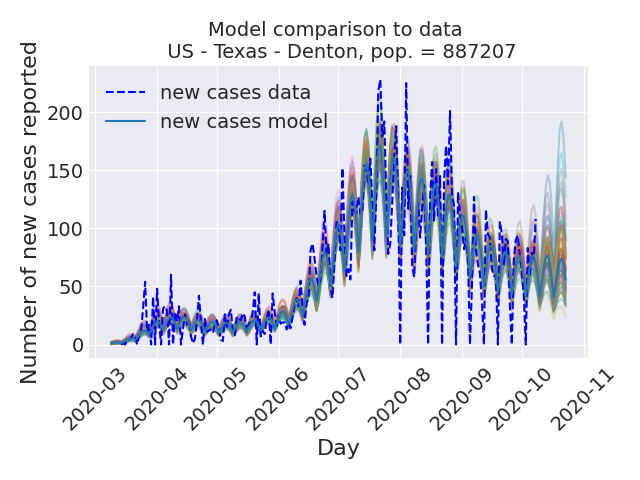 Model comparison to data
US - Texas - Denton, pop. = 887207
Number of new cases reported
200
150
100
50
0
new cases data
new cases model
2020-03
2020-04
2020-05
2020-06
2020-07
2020-08
2020-09
2020-10
2020-11
Day